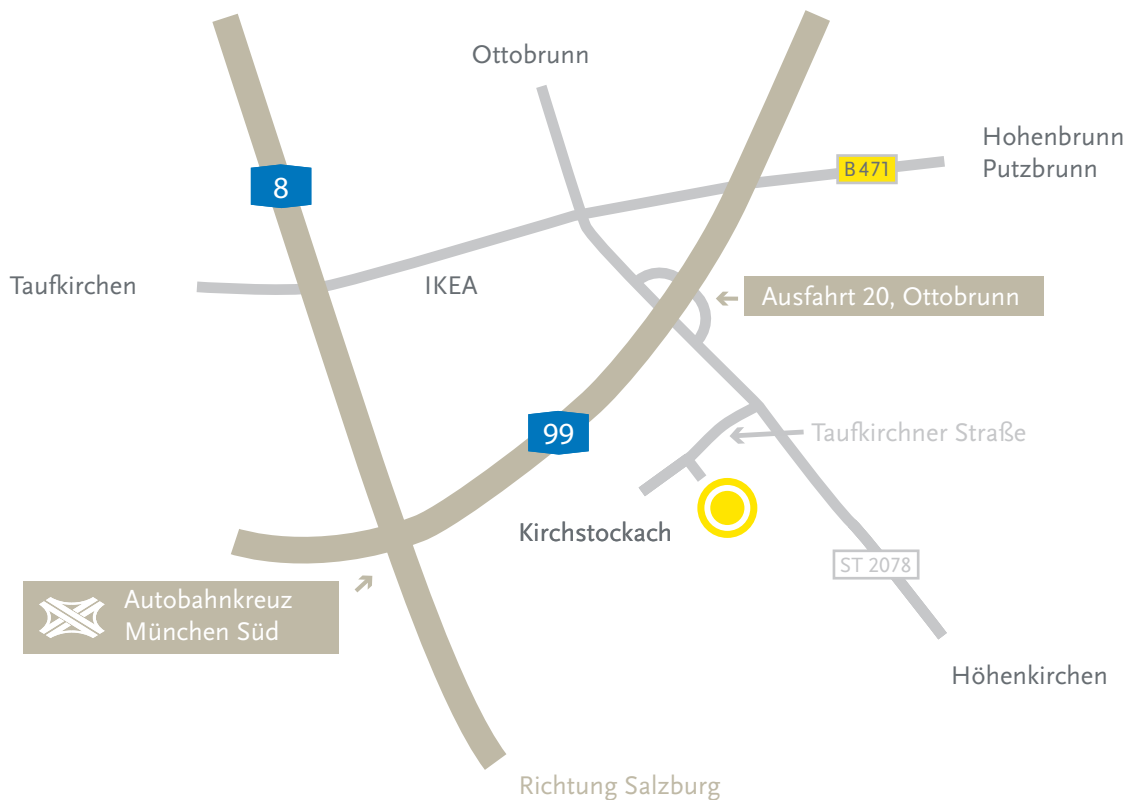 Ottobrunn
Hohenbrunn
Putzbrunn
B 471
8
Taufkirchen
IKEA
Ausfahrt 20, Ottobrunn
99
Taufkirchner Straße
Kirchstockach
ST 2078
Autobahnkreuz
München Süd
Höhenkirchen
Richtung Salzburg